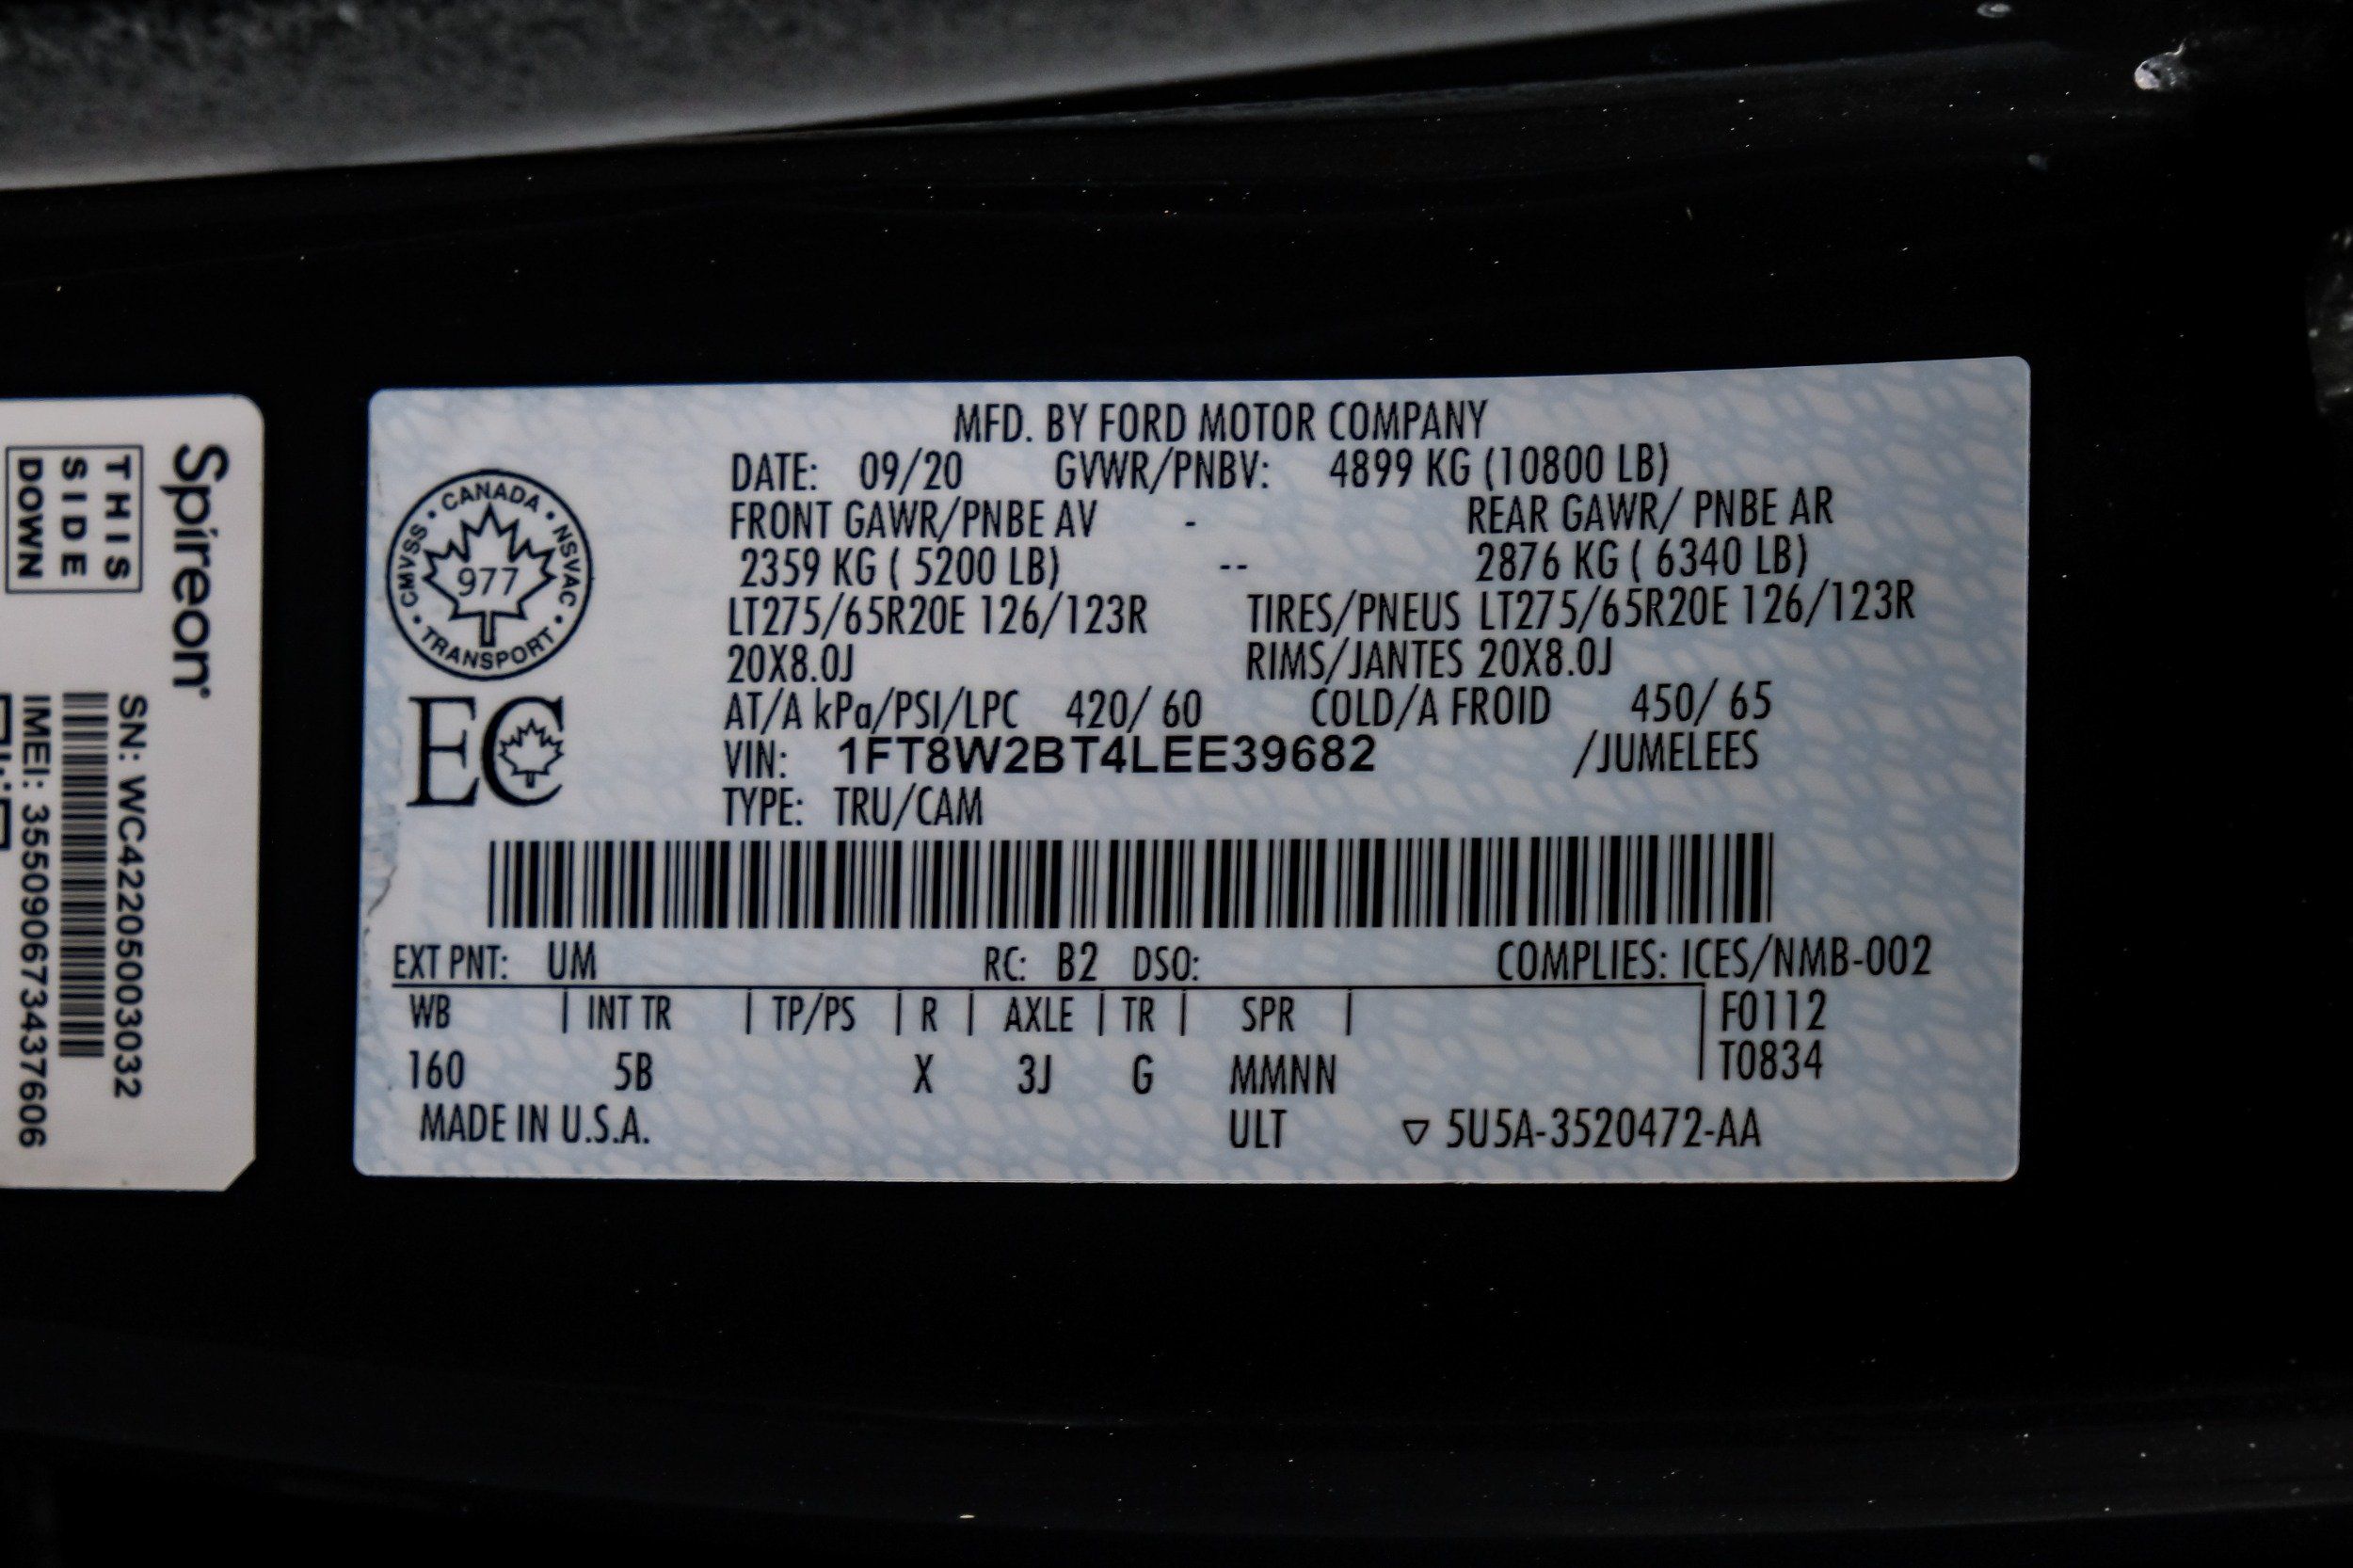 Spireon
THIS
SIDE
DOWN
SN: WC42205003032
IMEI: 355090673437606
MFD. BY FORD MOTOR COMPANY
DATE: 09/20 GVWR/PNBV: 4899 KG (10800 LB)
FRONT GAWR/PNBE AV - REAR GAWR/ PNBE AR
2359 KG ( 5200 LB) -- 2876 KG ( 6340 LB)
LT275/65R20E 126/123R TIRES/PNEUS LT275/65R20E 126/123R
20X8.0J RIMS/JANTES 20X8.0J
AT/A kPa/PSI/LPC 420/ 60 COLD/A FROID 450/ 65
VIN: 1FT8W2BT4LEE39682 /JUMELEES
TYPE: TRU/CAM
CANADA • NSVAC • TRANSPORT • CMVSS •
977
EC
EXT PNT: UM RC: B2 DSO: COMPLIES: ICES/NMB-002
WB | INT TR | TP/PS | R | AXLE | TR | SPR | F0112
160 5B X 3J G MMNN T0834
MADE IN U.S.A. ULT ▽ 5U5A-3520472-AA